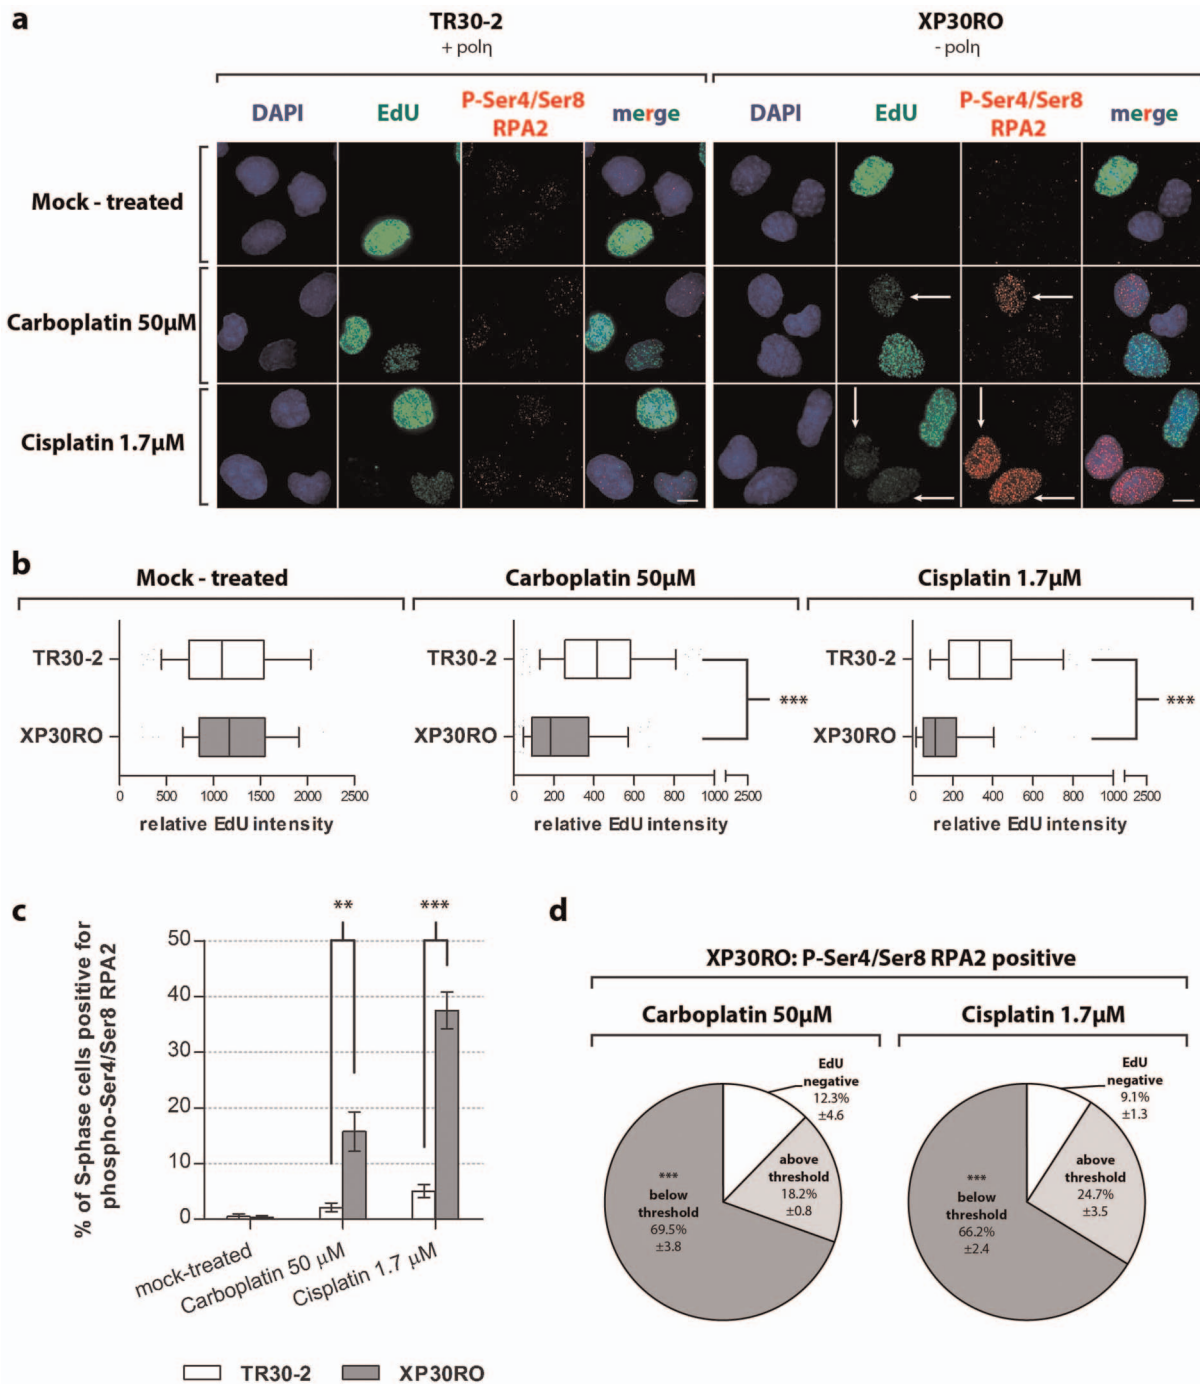 a
TR30-2
+ polη
XP30RO
- polη
DAPI
EdU
P-Ser4/Ser8
RPA2
merge
DAPI
EdU
P-Ser4/Ser8
RPA2
merge
Mock - treated
Carboplatin 50μM
Cisplatin 1.7μM
b
Mock - treated
Carboplatin 50μM
Cisplatin 1.7μM
TR30-2
XP30RO
0 500 1000 1500 2000 2500
relative EdU intensity
TR30-2
XP30RO
***
0 200 400 600 800 1000 2500
relative EdU intensity
TR30-2
XP30RO
***
0 200 400 600 800 1000 2500
relative EdU intensity
c
% of S-phase cells positive for
phospho-Ser4/Ser8 RPA2
50
40
30
20
10
0
** ***
mock-treated
Carboplatin 50 μM
Cisplatin 1.7 μM
TR30-2 XP30RO
d
XP30RO: P-Ser4/Ser8 RPA2 positive
Carboplatin 50μM
Cisplatin 1.7μM
EdU
negative
12.3%
±4.6
above
threshold
18.2%
±0.8
***
below
threshold
69.5%
±3.8
EdU
negative
9.1%
±1.3
above
threshold
24.7%
±3.5
***
below
threshold
66.2%
±2.4